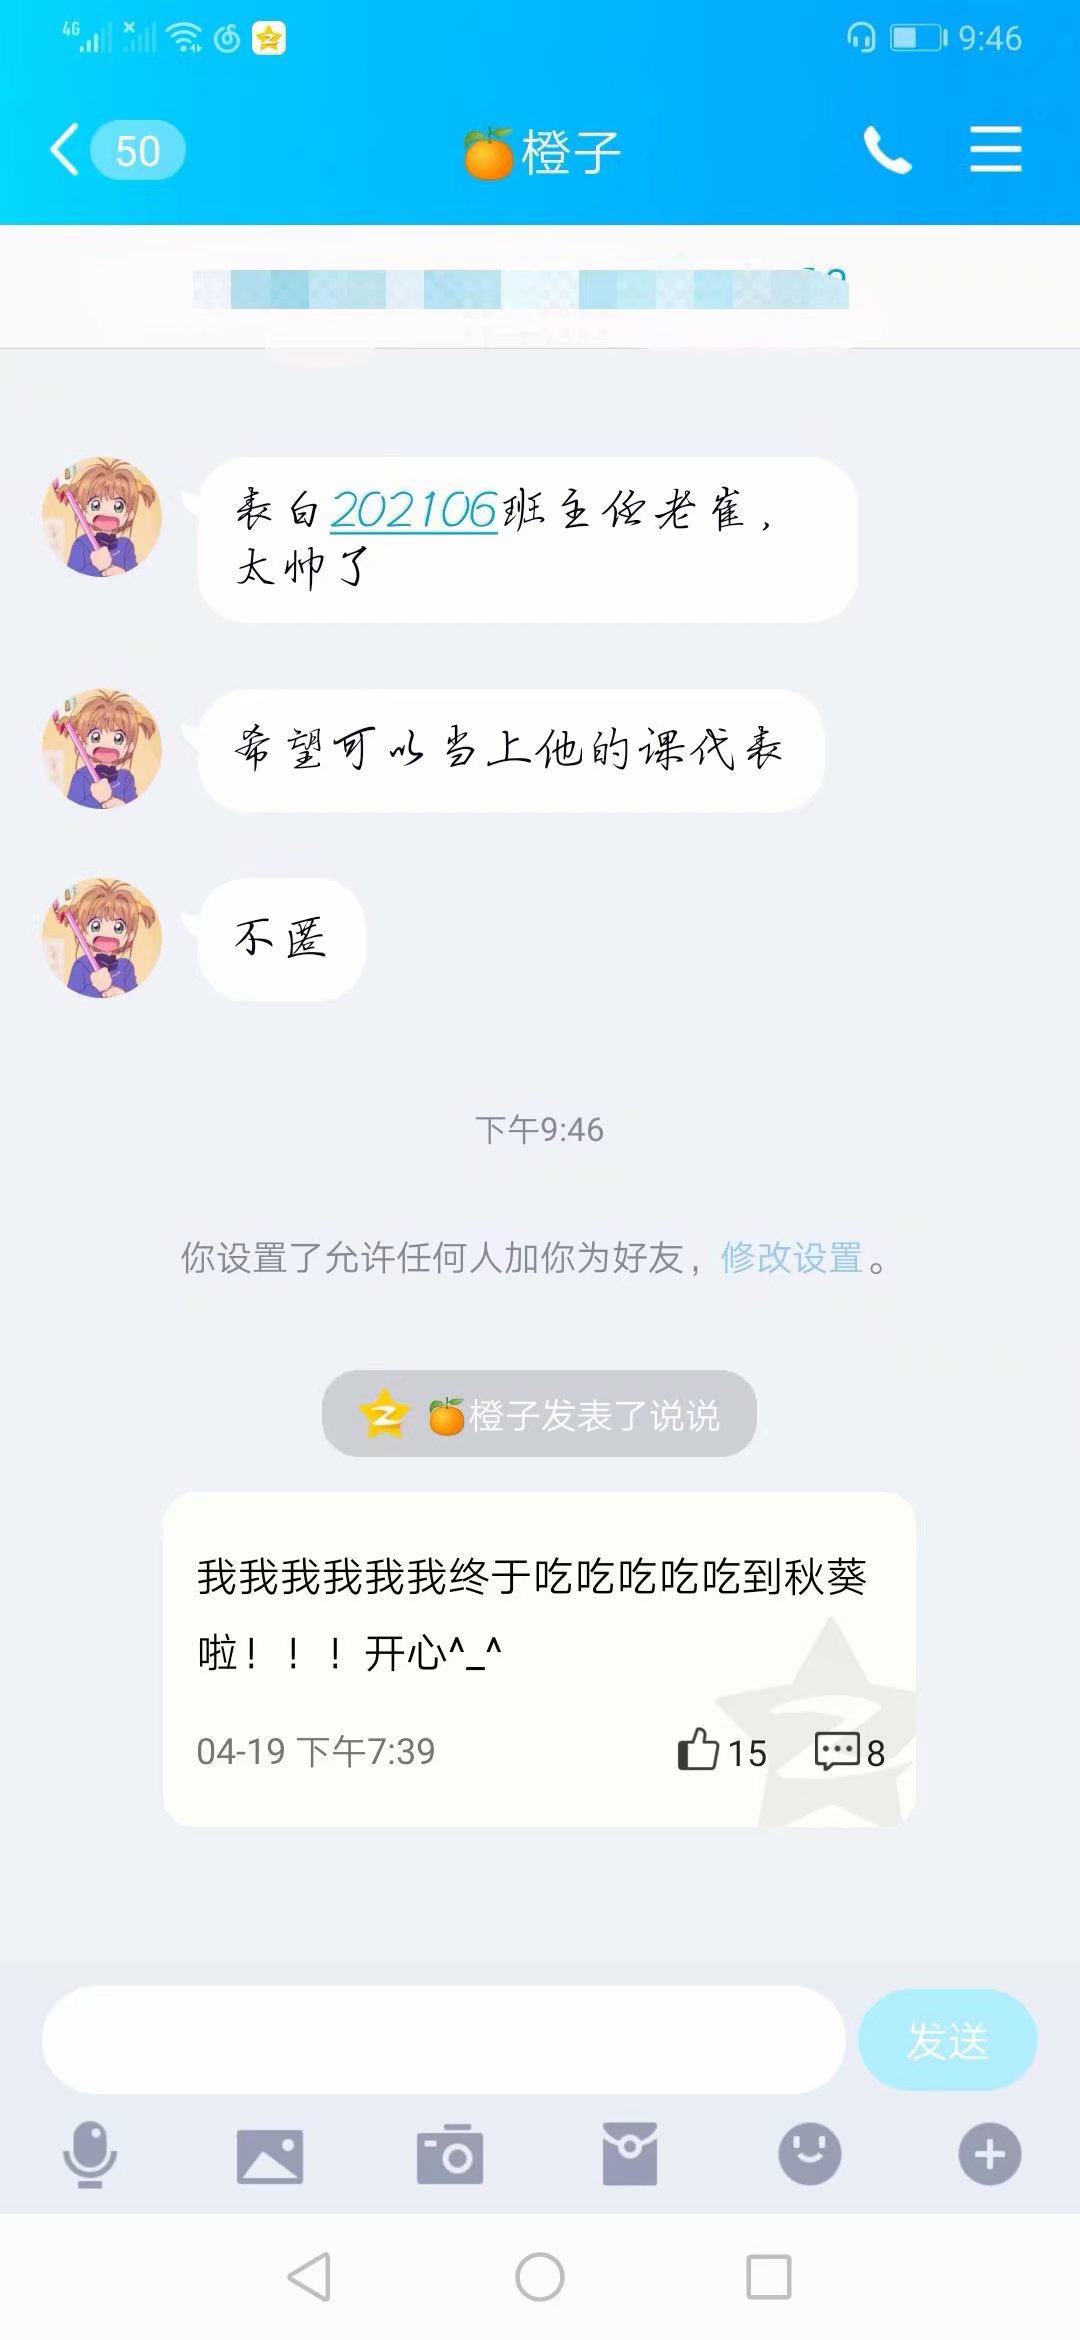 4G 9:46
50 🍊橙子
表白202106班主任老崔，
太帅了
希望可以当上他的课代表
不匿
下午9:46
你设置了允许任何人加你为好友，修改设置。
🍊橙子发表了说说
我我我我我我终于吃吃吃吃吃到秋葵
啦！！！开心^_^
04-19 下午7:39 15 8
发送